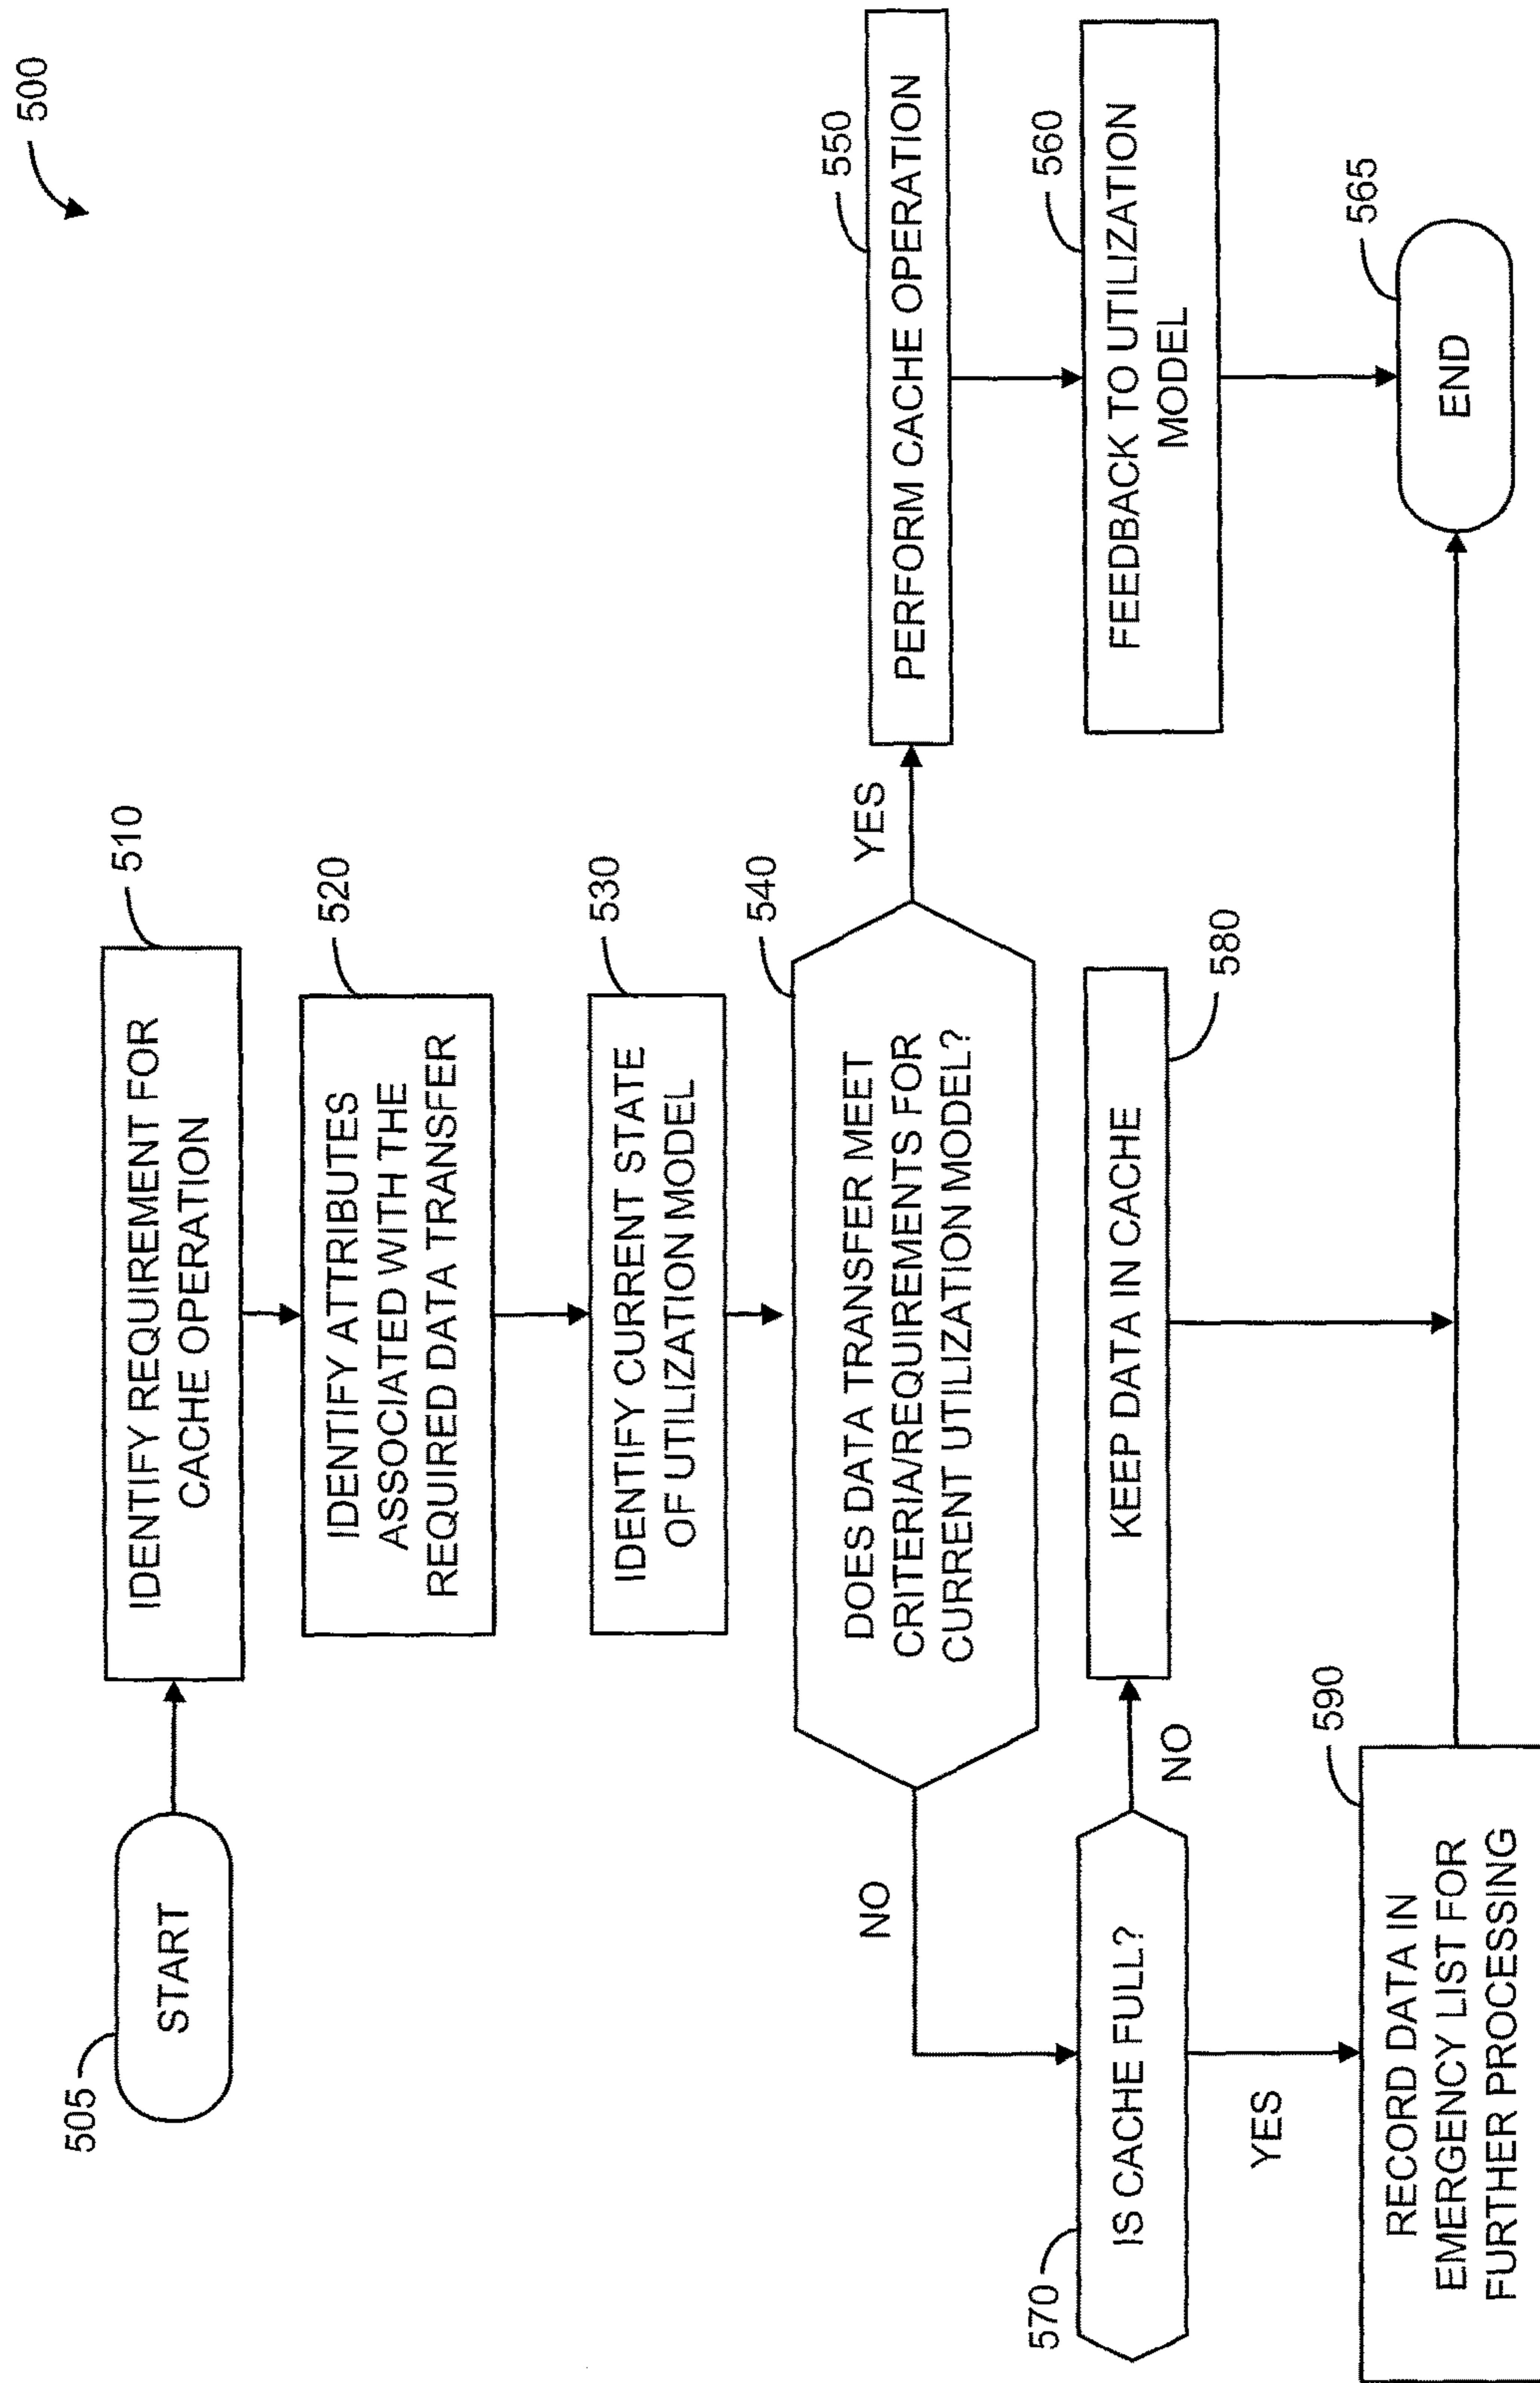 500
505
START
510
IDENTIFY REQUIREMENT FOR
CACHE OPERATION
520
IDENTIFY ATTRIBUTES
ASSOCIATED WITH THE
REQUIRED DATA TRANSFER
530
IDENTIFY CURRENT STATE
OF UTILIZATION MODEL
540
DOES DATA TRANSFER MEET
CRITERIA/REQUIREMENTS FOR
CURRENT UTILIZATION MODEL?
YES
550
PERFORM CACHE OPERATION
560
FEEDBACK TO UTILIZATION
MODEL
565
END
NO
570
IS CACHE FULL?
NO
580
KEEP DATA IN CACHE
YES
590
RECORD DATA IN
EMERGENCY LIST FOR
FURTHER PROCESSING